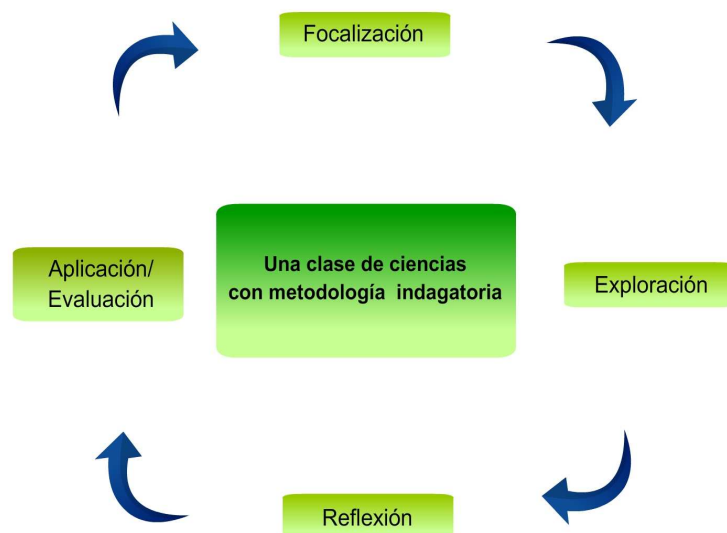 Focalización
Una clase de ciencias
con metodología indagatoria
Aplicación/
Evaluación
Exploración
Reflexión